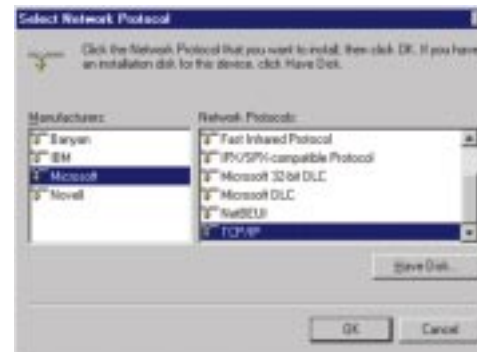 Select Network Protocol
Click the Network Protocol that you want to install, then click OK. If you have
an installation disk for this device, click Have Disk.
Manufacturers:
Banyan
IBM
Microsoft
Novell
Network Protocols:
Fast Infrared Protocol
IPX/SPX-compatible Protocol
Microsoft 32-bit DLC
Microsoft DLC
NetBEUI
TCP/IP
Have Disk...
OK
Cancel